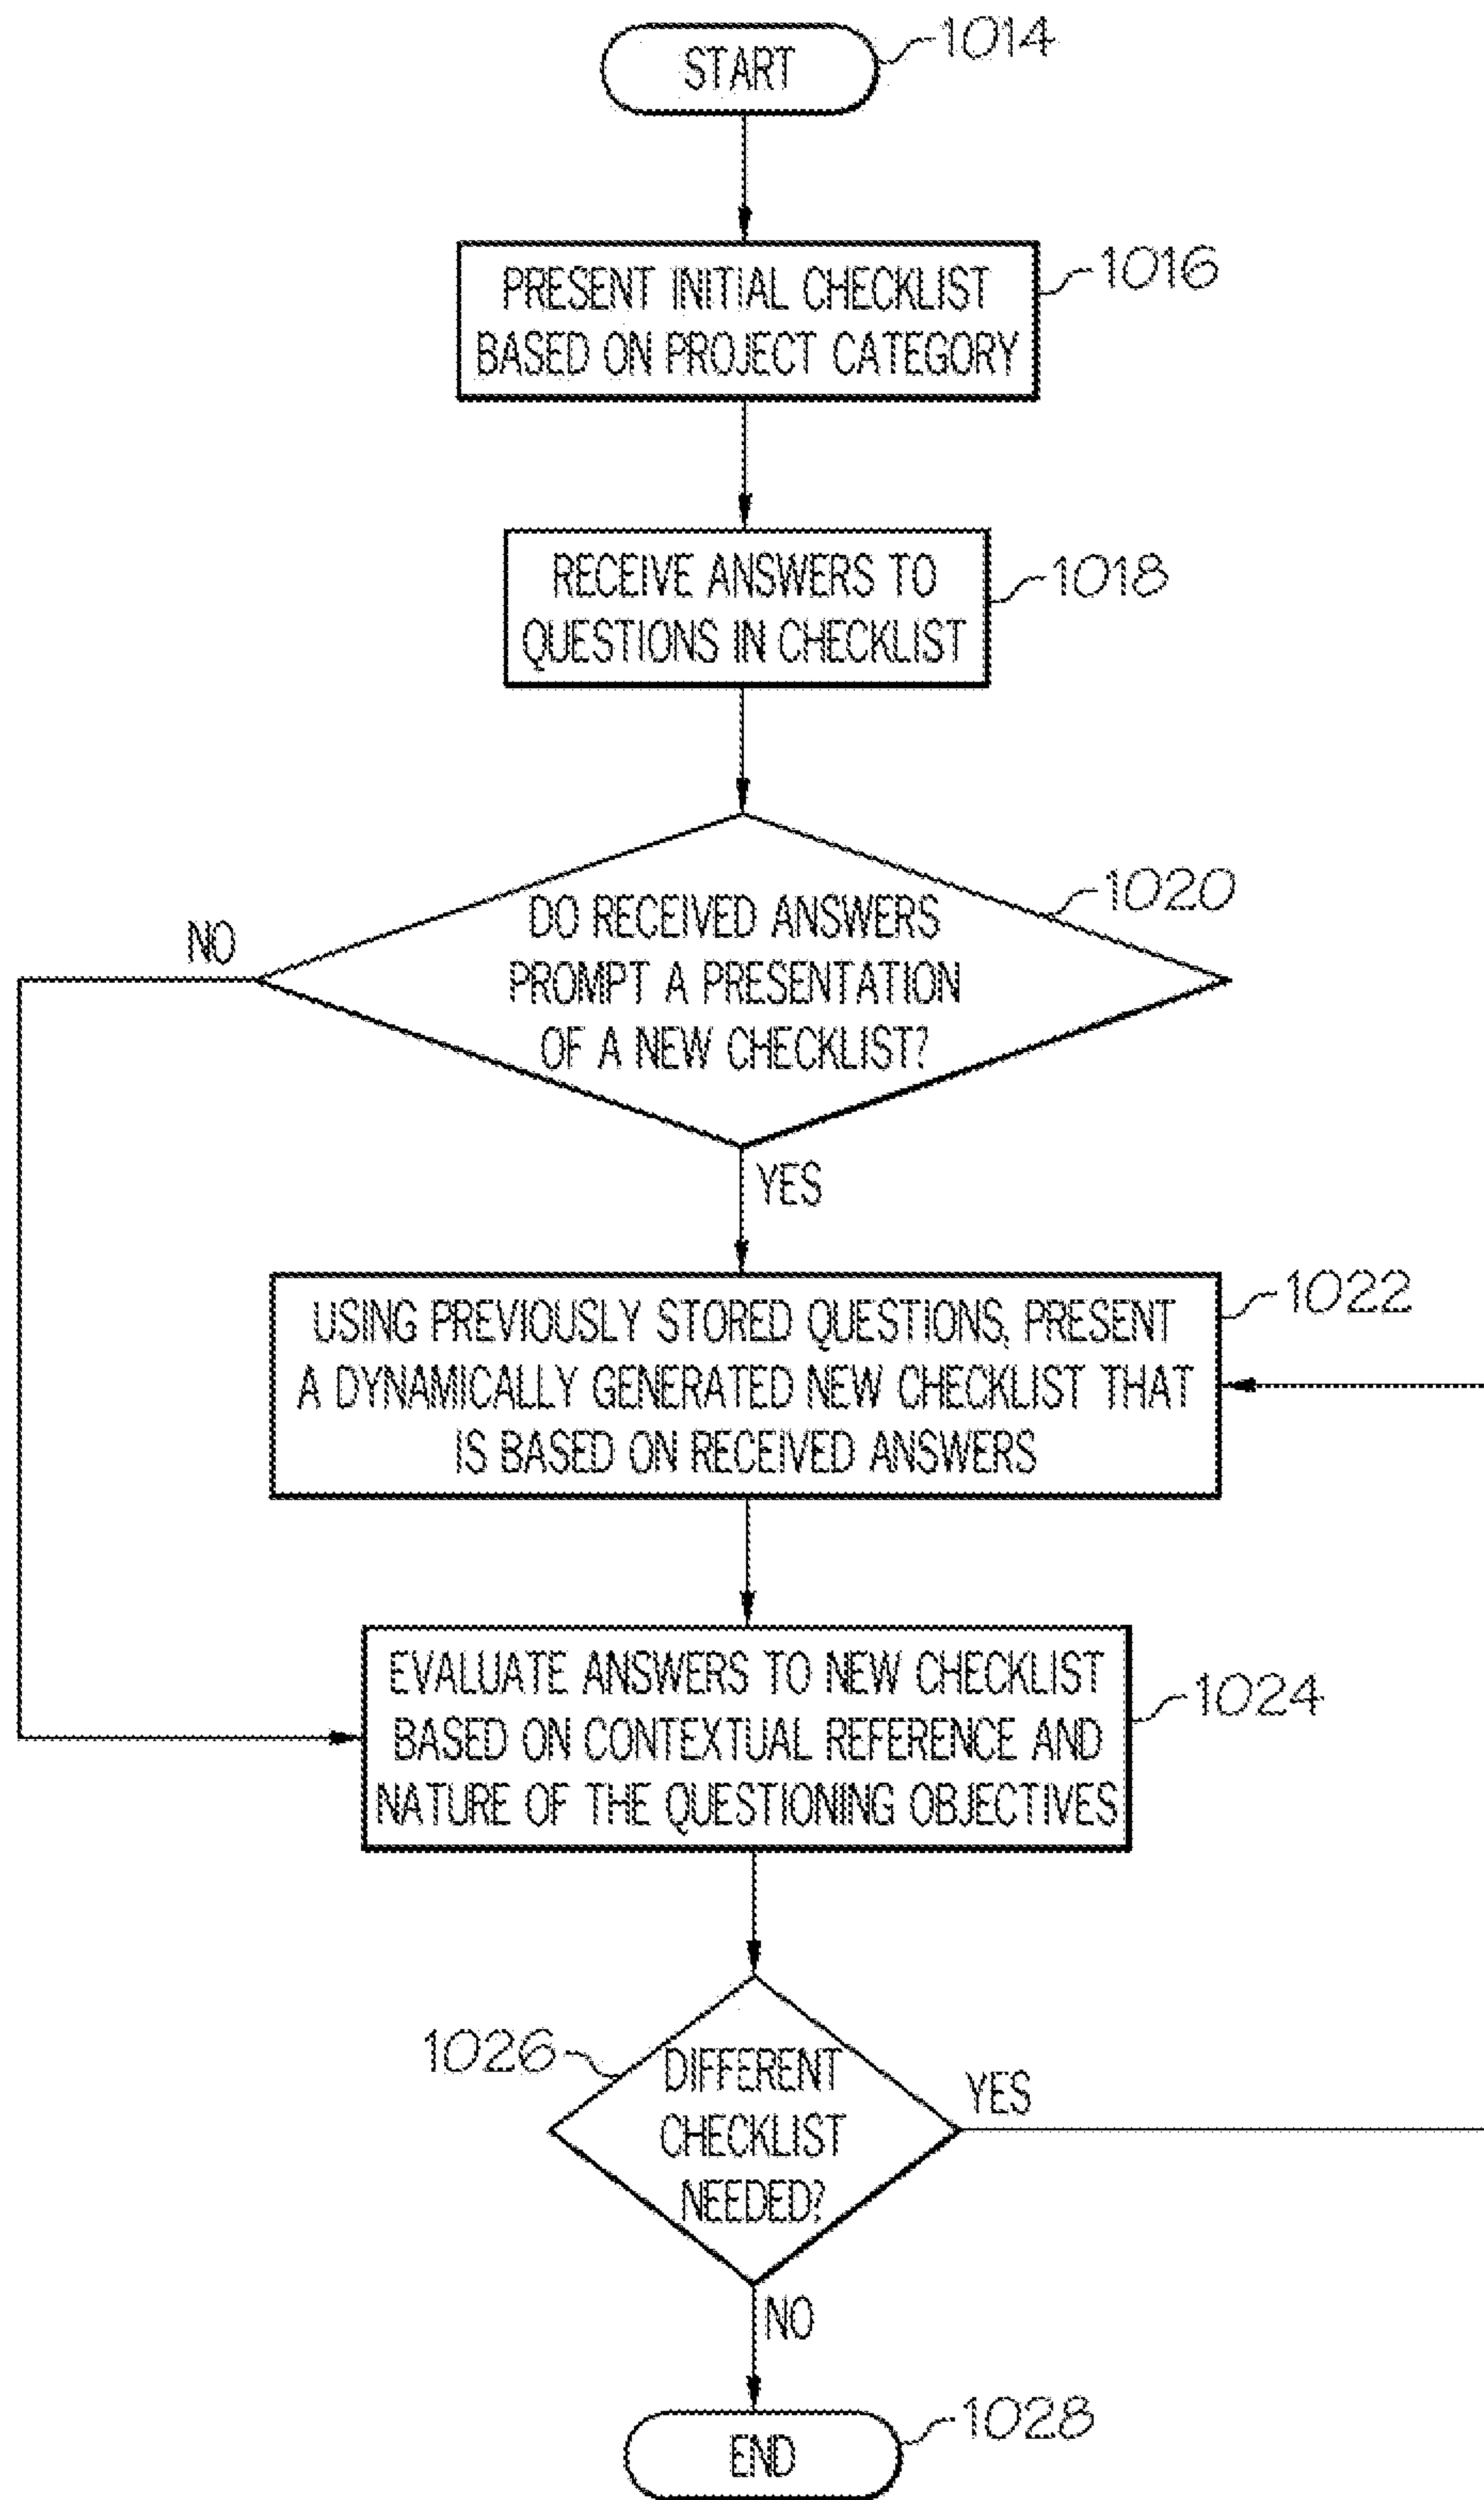 START
1014
PRESENT INITIAL CHECKLIST
BASED ON PROJECT CATEGORY
1016
RECEIVE ANSWERS TO
QUESTIONS IN CHECKLIST
1018
DO RECEIVED ANSWERS
PROMPT A PRESENTATION
OF A NEW CHECKLIST?
1020
NO
YES
USING PREVIOUSLY STORED QUESTIONS, PRESENT
A DYNAMICALLY GENERATED NEW CHECKLIST THAT
IS BASED ON RECEIVED ANSWERS
1022
EVALUATE ANSWERS TO NEW CHECKLIST
BASED ON CONTEXTUAL REFERENCE AND
NATURE OF THE QUESTIONING OBJECTIVES
1024
1026
DIFFERENT
CHECKLIST
NEEDED?
YES
NO
END
1028